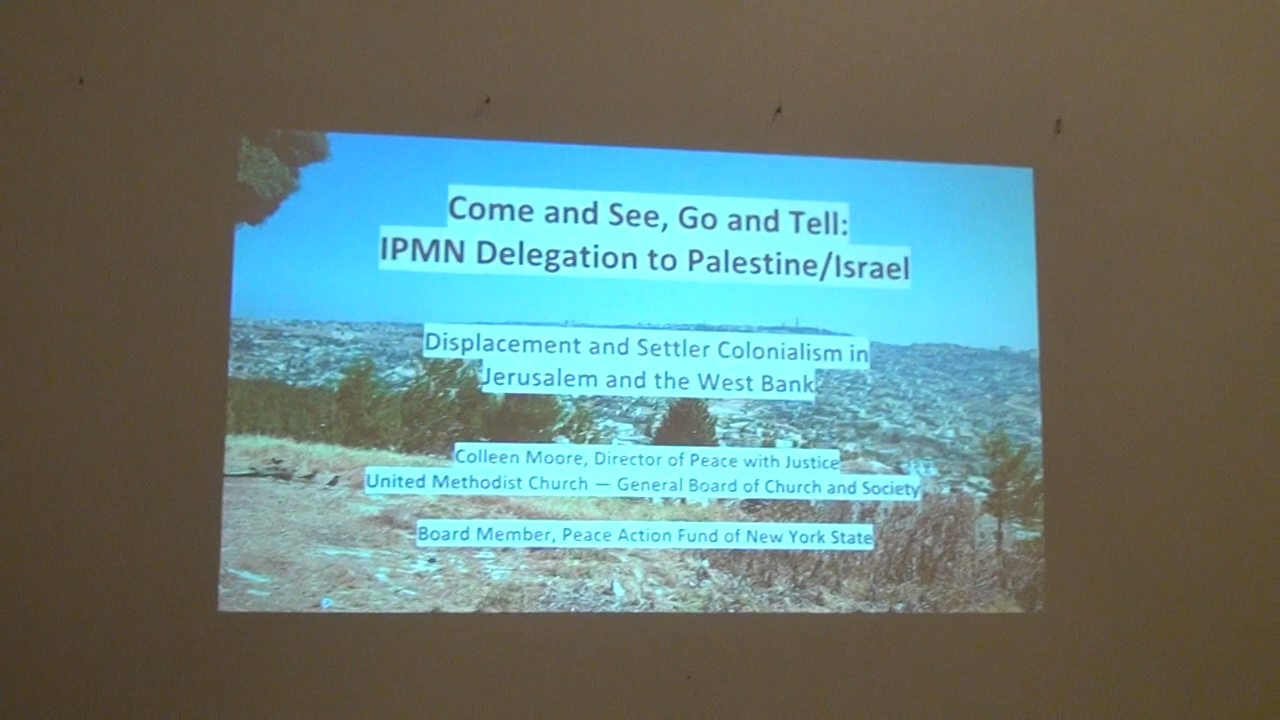 Come and See, Go and Tell:
IPMN Delegation to Palestine/Israel
Displacement and Settler Colonialism in
Jerusalem and the West Bank
Colleen Moore, Director of Peace with Justice
United Methodist Church — General Board of Church and Society
Board Member, Peace Action Fund of New York State